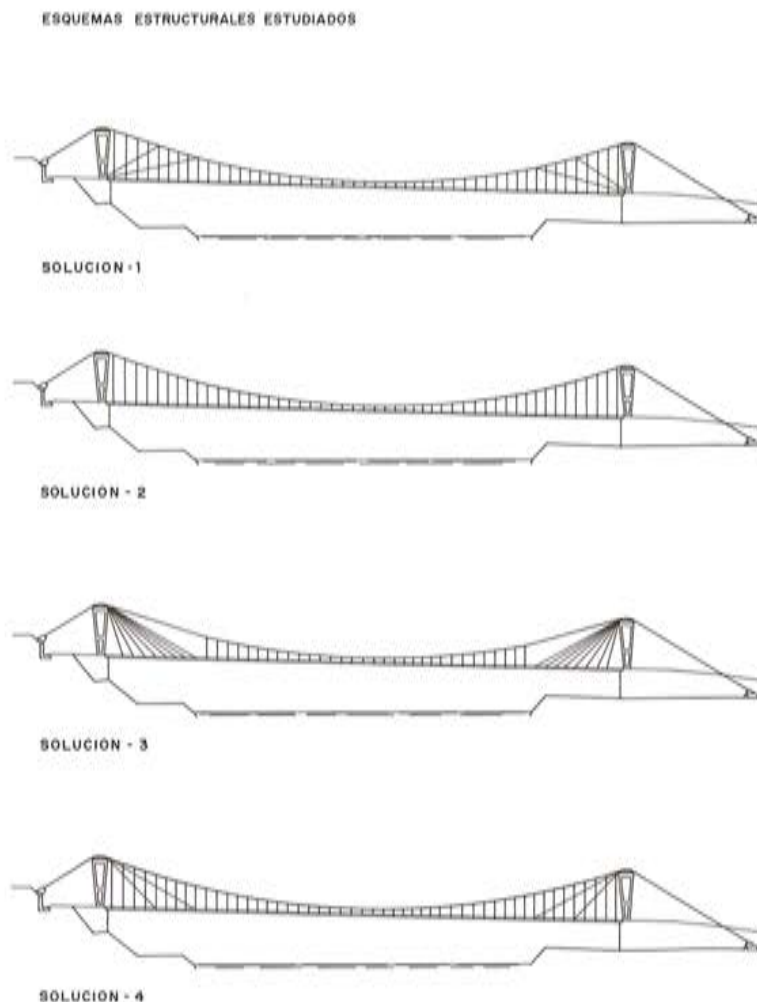 ESQUEMAS ESTRUCTURALES ESTUDIADOS
SOLUCION - 1
SOLUCION - 2
SOLUCION - 3
SOLUCION - 4